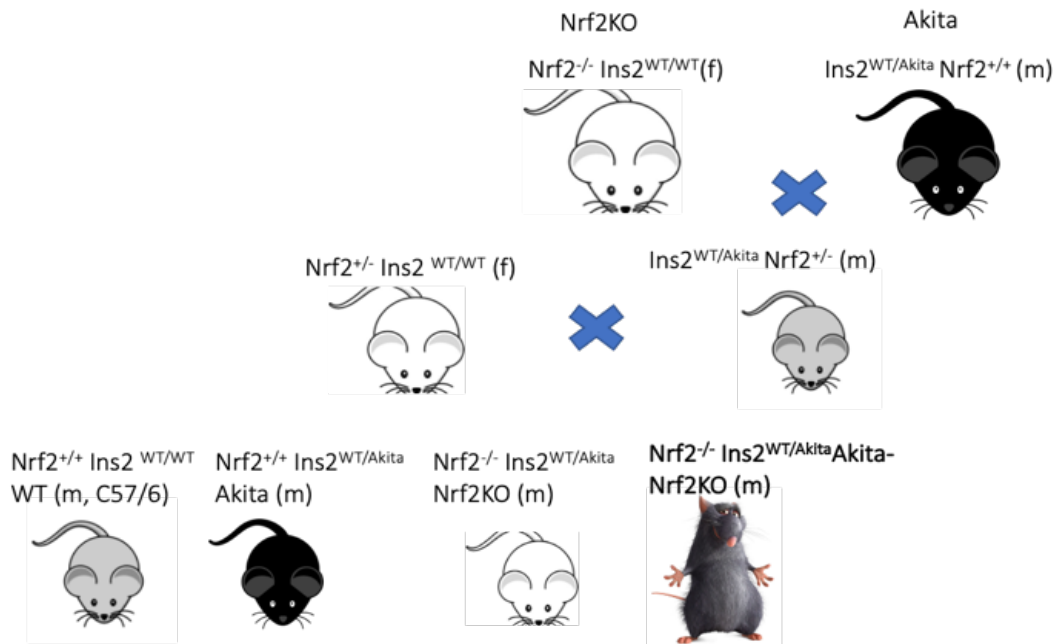 Nrf2KO Akita
Nrf2-/- Ins2WT/WT(f) Ins2WT/Akita Nrf2+/+ (m)
Nrf2+/- Ins2 WT/WT (f) Ins2WT/Akita Nrf2+/- (m)
Nrf2+/+ Ins2 WT/WT
WT (m, C57/6)
Nrf2+/+ Ins2WT/Akita
Akita (m)
Nrf2-/- Ins2WT/Akita
Nrf2KO (m)
Nrf2-/- Ins2WT/AkitaAkita-
Nrf2KO (m)